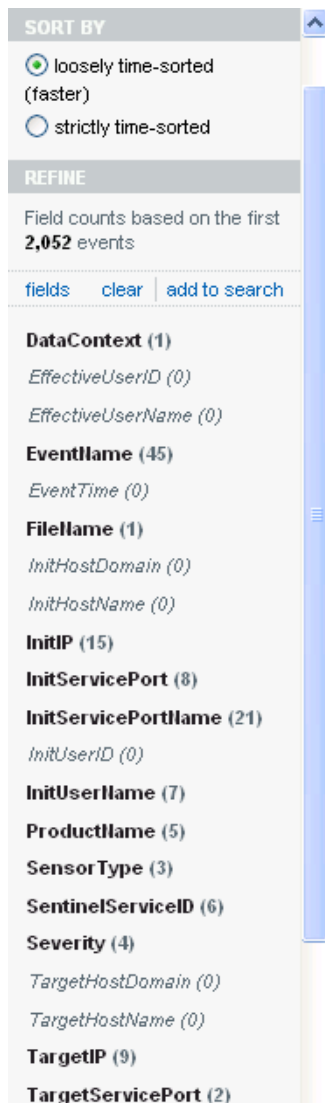 SORT BY
loosely time-sorted
(faster)
strictly time-sorted
REFINE
Field counts based on the first
2,052 events
fields clear add to search
DataContext (1)
EffectiveUserID (0)
EffectiveUserName (0)
EventName (45)
EventTime (0)
FileName (1)
InitHostDomain (0)
InitHostName (0)
InitIP (15)
InitServicePort (8)
InitServicePortName (21)
InitUserID (0)
InitUserName (7)
ProductName (5)
SensorType (3)
SentinelServiceID (6)
Severity (4)
TargetHostDomain (0)
TargetHostName (0)
TargetIP (9)
TargetServicePort (2)